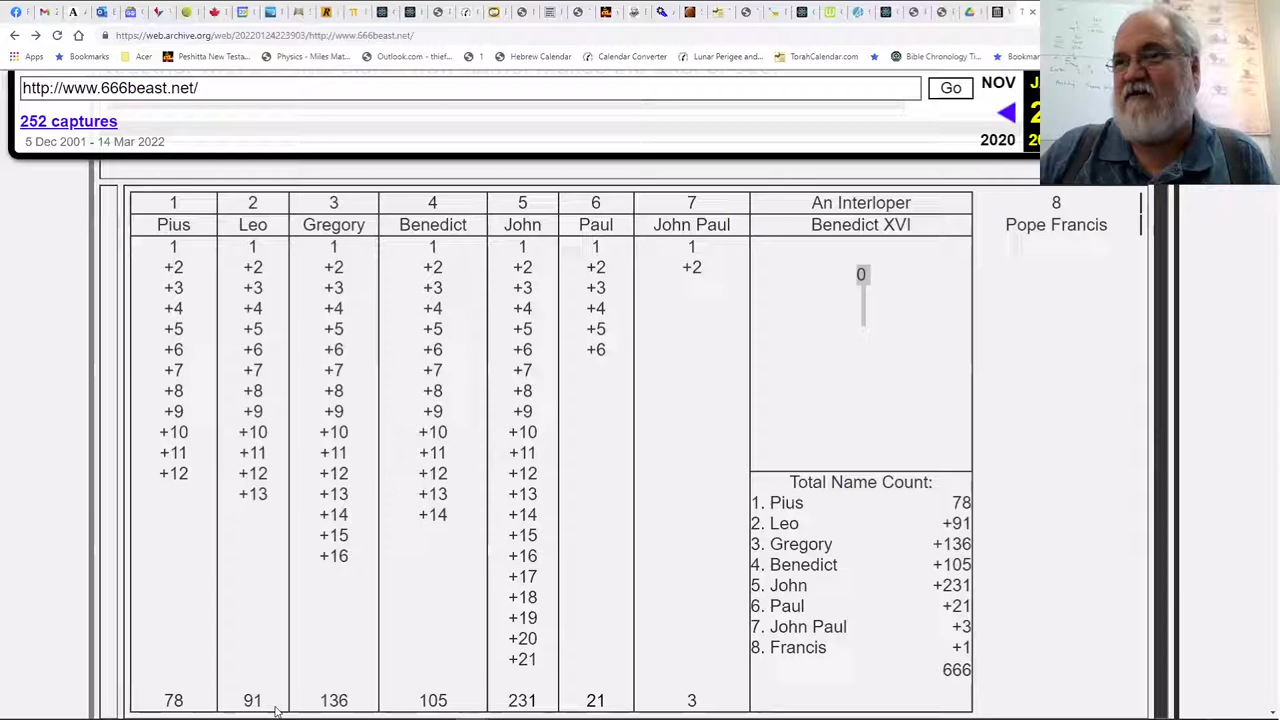 https://web.archive.org/
20220124223903/http://www.666beast.net/
Apps
Bookmarks
Acer
Peshitta New Testa...
Physics - Miles M...
Outlook.com - t...
Hebrew Calendar
Calendar converter
Lunar Perigee and...
TorahCalendar.com
Bible Chronology T...
http://www.666beast.net/
Go
NOV
252 captures
5 Dec 2001 - 14 Mar 2022
2020
1 2 3 4 5 6 7 An Interloper 8
Pius Leo Gregory Benedict John Paul John Paul Benedict XVI Pope Francis
1 1 1 1 1 1 1
+2 +2 +2 +2 +2 +2 +2 0
+3 +3 +3 +3 +3 +3
+4 +4 +4 +4 +4 +4
+5 +5 +5 +5 +5 +5
+6 +6 +6 +6 +6 +6
+7 +7 +7 +7 +7
+8 +8 +8 +8 +8
+9 +9 +9 +9 +9
+10 +10 +10 +10 +10
+11 +11 +11 +11 +11
+12 +12 +12 +12 +12
+13 +13 +13 +13
+14 +14 +14
+15 +15
+16 +16
+17
+18
+19
+20
+21
Total Name Count:
1. Pius 78
2. Leo +91
3. Gregory +136
4. Benedict +105
5. John +231
6. Paul +21
7. John Paul +3
8. Francis +1
666
78 91 136 105 231 21 3